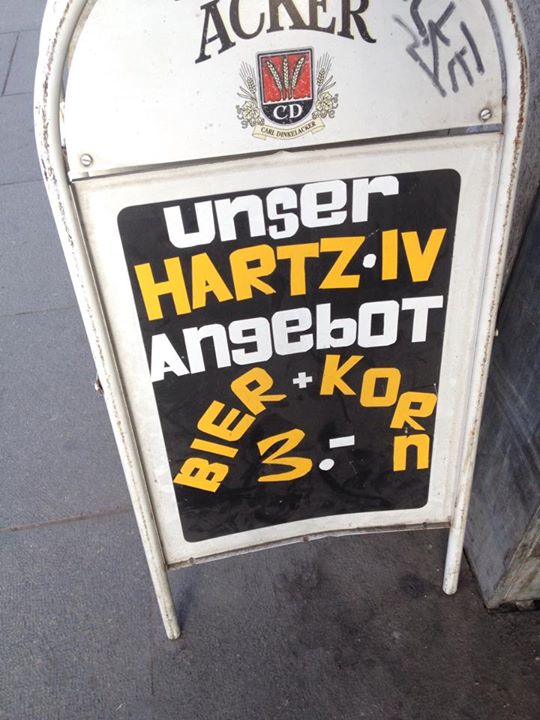 ACKER
CD
CARL DINKELACKER
unser
HARTZ·IV
Angebot
BIER + KORn
3.-